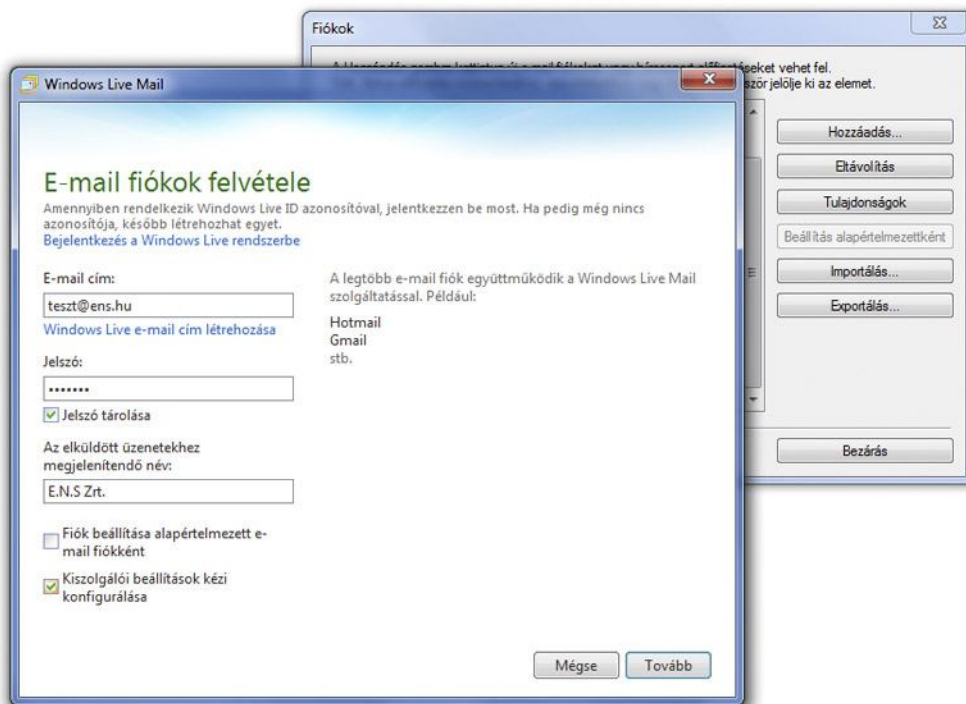 Fiókok
A Hozzáadás gombra kattintva új e-mail fiókokat vagy hírcsoport-előfizetéseket vehet fel.
ször jelölje ki az elemet.
Windows Live Mail
Hozzáadás...
Eltávolítás
Tulajdonságok
Beállítás alapértelmezettként
Importálás...
Exportálás...
Bezárás
E-mail fiókok felvétele
Amennyiben rendelkezik Windows Live ID azonosítóval, jelentkezzen be most. Ha pedig még nincs
azonosítója, később létrehozhat egyet.
Bejelentkezés a Windows Live rendszerbe
E-mail cím:
teszt@ens.hu
Windows Live e-mail cím létrehozása
Jelszó:
•••••••
Jelszó tárolása
Az elküldött üzenetekhez
megjelenítendő név:
E.N.S Zrt.
Fiók beállítása alapértelmezett e-
mail fiókként
Kiszolgálói beállítások kézi
konfigurálása
A legtöbb e-mail fiók együttműködik a Windows Live Mail
szolgáltatással. Például:
Hotmail
Gmail
stb.
Mégse
Tovább